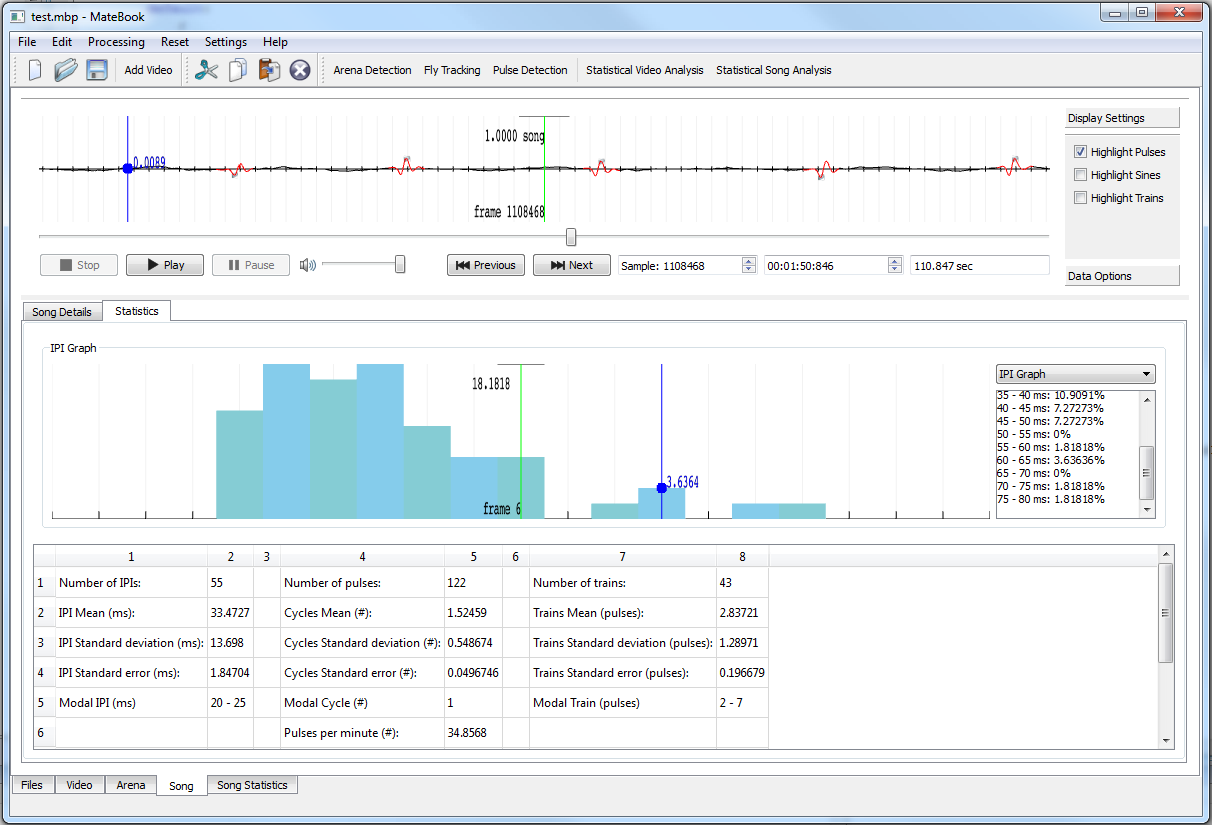 test.mbp - MateBook
File Edit Processing Reset Settings Help
Add Video Arena Detection Fly Tracking Pulse Detection Statistical Video Analysis Statistical Song Analysis
Display Settings
1.0000 song
0.0089
Highlight Pulses
Highlight Sines
Highlight Trains
frame 1108468
Stop Play Pause Previous Next Sample: 1108468 00:01:50:846 110.847 sec
Data Options
Song Details Statistics
IPI Graph
18.1818
IPI Graph
35 - 40 ms: 10.9091%
40 - 45 ms: 7.27273%
45 - 50 ms: 7.27273%
50 - 55 ms: 0%
55 - 60 ms: 1.81818%
60 - 65 ms: 3.63636%
65 - 70 ms: 0%
70 - 75 ms: 1.81818%
75 - 80 ms: 1.81818%
3.6364
frame 6
1 2 3 4 5 6 7 8
1 Number of IPIs: 55 Number of pulses: 122 Number of trains: 43
2 IPI Mean (ms): 33.4727 Cycles Mean (#): 1.52459 Trains Mean (pulses): 2.83721
3 IPI Standard deviation (ms): 13.698 Cycles Standard deviation (#): 0.548674 Trains Standard deviation (pulses): 1.28971
4 IPI Standard error (ms): 1.84704 Cycles Standard error (#): 0.0496746 Trains Standard error (pulses): 0.196679
5 Modal IPI (ms) 20 - 25 Modal Cycle (#) 1 Modal Train (pulses) 2 - 7
6 Pulses per minute (#): 34.8568
Files Video Arena Song Song Statistics